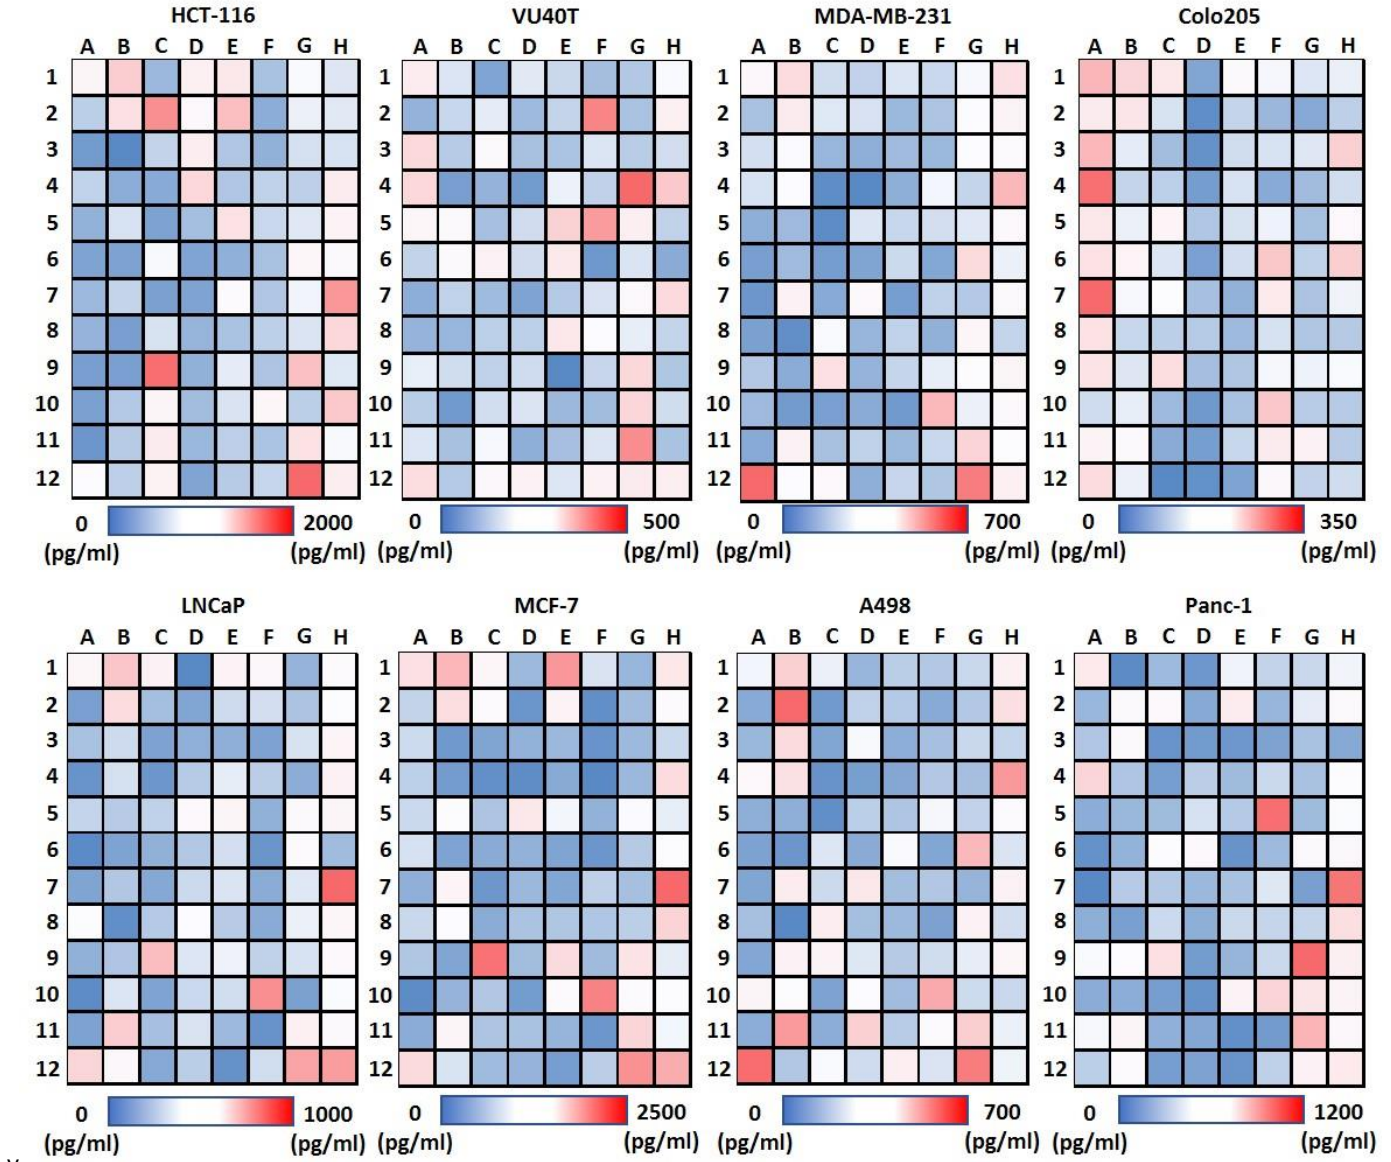 HCT-116 VU40T MDA-MB-231 Colo205
A B C D E F G H A B C D E F G H A B C D E F G H A B C D E F G H
1 1 1 1
2 2 2 2
3 3 3 3
4 4 4 4
5 5 5 5
6 6 6 6
7 7 7 7
8 8 8 8
9 9 9 9
10 10 10 10
11 11 11 11
12 12 12 12
0 2000 0 500 0 700 0 350
(pg/ml) (pg/ml) (pg/ml) (pg/ml) (pg/ml) (pg/ml) (pg/ml) (pg/ml)
LNCaP MCF-7 A498 Panc-1
A B C D E F G H A B C D E F G H A B C D E F G H A B C D E F G H
1 1 1 1
2 2 2 2
3 3 3 3
4 4 4 4
5 5 5 5
6 6 6 6
7 7 7 7
8 8 8 8
9 9 9 9
10 10 10 10
11 11 11 11
12 12 12 12
0 1000 0 2500 0 700 0 1200
(pg/ml) (pg/ml) (pg/ml) (pg/ml) (pg/ml) (pg/ml) (pg/ml) (pg/ml)